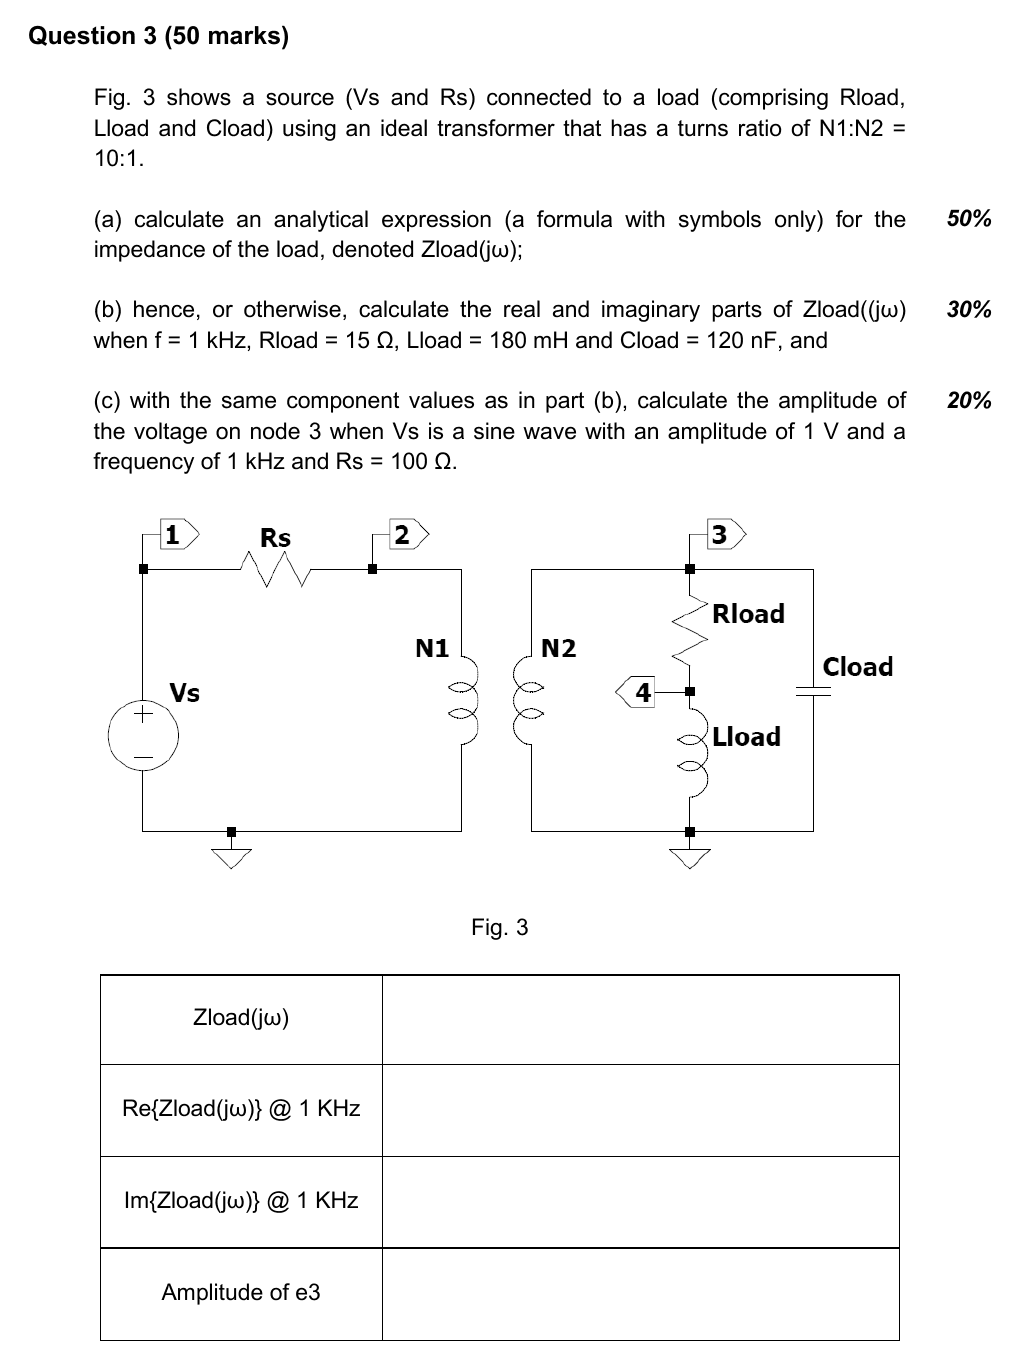 Question 3 (50 marks)
Fig. 3 shows a source (Vs and Rs) connected to a load (comprising Rload,
Lload and Cload) using an ideal transformer that has a turns ratio of N1:N2 =
10:1.
(a) calculate an analytical expression (a formula with symbols only) for the 50%
impedance of the load, denoted Zload(jω);
(b) hence, or otherwise, calculate the real and imaginary parts of Zload((jω) 30%
when f = 1 kHz, Rload = 15 Ω, Lload = 180 mH and Cload = 120 nF, and
(c) with the same component values as in part (b), calculate the amplitude of 20%
the voltage on node 3 when Vs is a sine wave with an amplitude of 1 V and a
frequency of 1 kHz and Rs = 100 Ω.
1 Rs 2 3
Rload
N1 N2
Cload
Vs 4
+
Lload
−
Fig. 3
Zload(jω)
Re{Zload(jω)} @ 1 KHz
Im{Zload(jω)} @ 1 KHz
Amplitude of e3